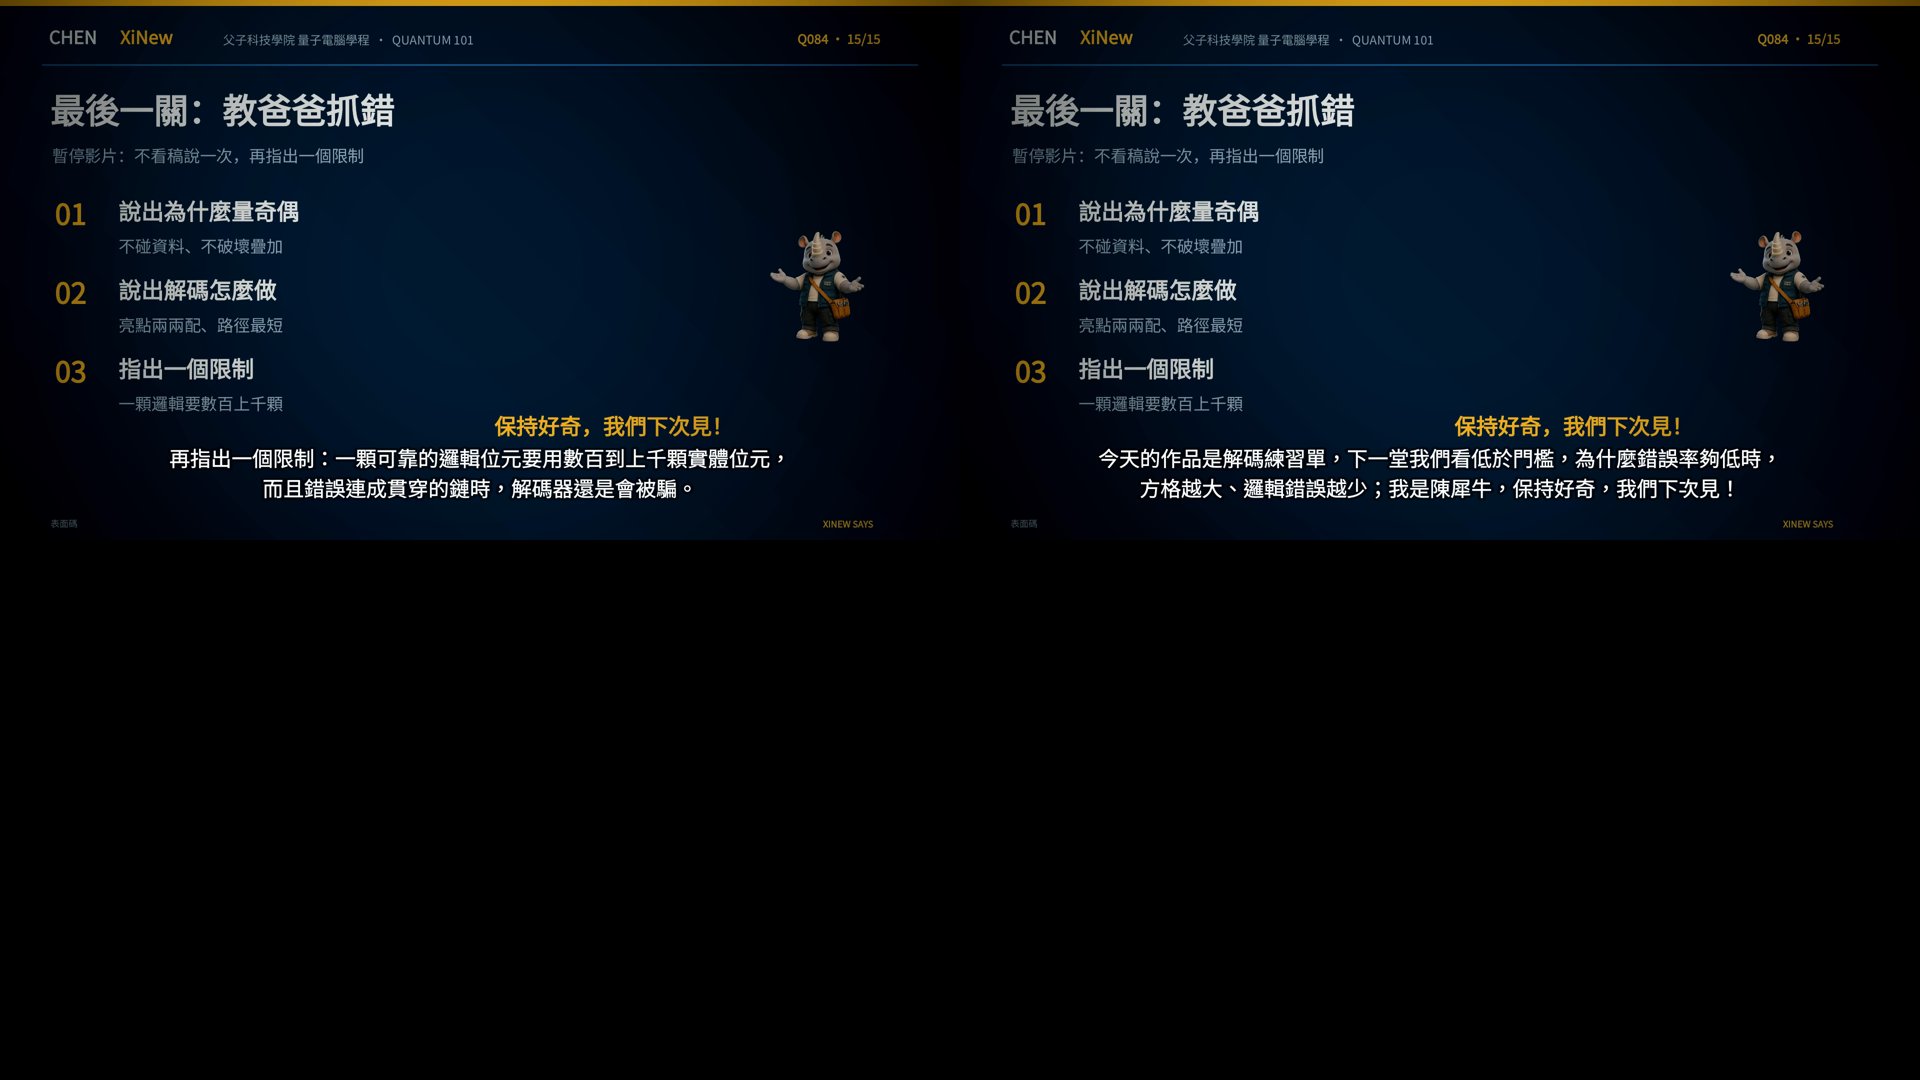 CHEN XiNew 父子科技學院 量子電腦學程 · QUANTUM 101 Q084 · 15/15
最後一關：教爸爸抓錯
暫停影片：不看稿說一次，再指出一個限制
01 說出為什麼量奇偶
不碰資料、不破壞疊加
02 說出解碼怎麼做
亮點兩兩配、路徑最短
03 指出一個限制
一顆邏輯要數百上千顆
保持好奇，我們下次見！
再指出一個限制：一顆可靠的邏輯位元要用數百到上千顆實體位元，
而且錯誤連成貫穿的鏈時，解碼器還是會被騙。
表面碼 XINEW SAYS
CHEN XiNew 父子科技學院 量子電腦學程 · QUANTUM 101 Q084 · 15/15
最後一關：教爸爸抓錯
暫停影片：不看稿說一次，再指出一個限制
01 說出為什麼量奇偶
不碰資料、不破壞疊加
02 說出解碼怎麼做
亮點兩兩配、路徑最短
03 指出一個限制
一顆邏輯要數百上千顆
保持好奇，我們下次見！
今天的作品是解碼練習單，下一堂我們看低於門檻，為什麼錯誤率夠低時，
方格越大、邏輯錯誤越少；我是陳犀牛，保持好奇，我們下次見！
表面碼 XINEW SAYS